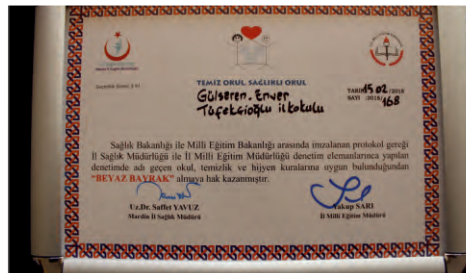 TEMİZ OKUL, SAĞLIKLI OKUL
Gülseren. Enver
Tüfekcioğlu ilkokulu
TARİH 15.02/2018
SAYI :2018/168
Sağlık Bakanlığı ile Milli Eğitim Bakanlığı arasında imzalanan protokol gereği
İl Sağlık Müdürlüğü ile İl Milli Eğitim Müdürlüğü denetim elemanlarınca yapılan
denetimde adı geçen okul, temizlik ve hijyen kurallarına uygun bulunduğundan
"BEYAZ BAYRAK" almaya hak kazanmıştır.
Uz.Dr. Saffet YAVUZ
Mardin İl Sağlık Müdürü
Yakup SARI
İl Milli Eğitim Müdürü